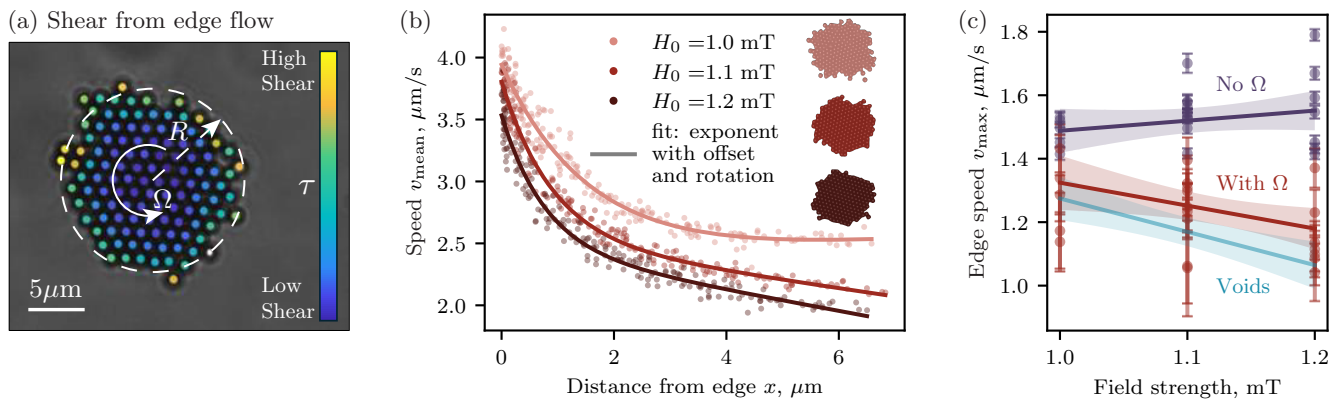 (a) Shear from edge flow
High
Shear
R
Ω
τ
5μm
Low
Shear
(b)
4.0
3.5
3.0
2.5
2.0
Speed v_mean, μm/s
H₀ =1.0 mT
H₀ =1.1 mT
H₀ =1.2 mT
fit: exponent
with offset
and rotation
0
2
4
6
Distance from edge x, μm
(c)
1.8
1.6
1.4
1.2
1.0
Edge speed v_max, μm/s
No Ω
With Ω
Voids
1.0
1.1
1.2
Field strength, mT